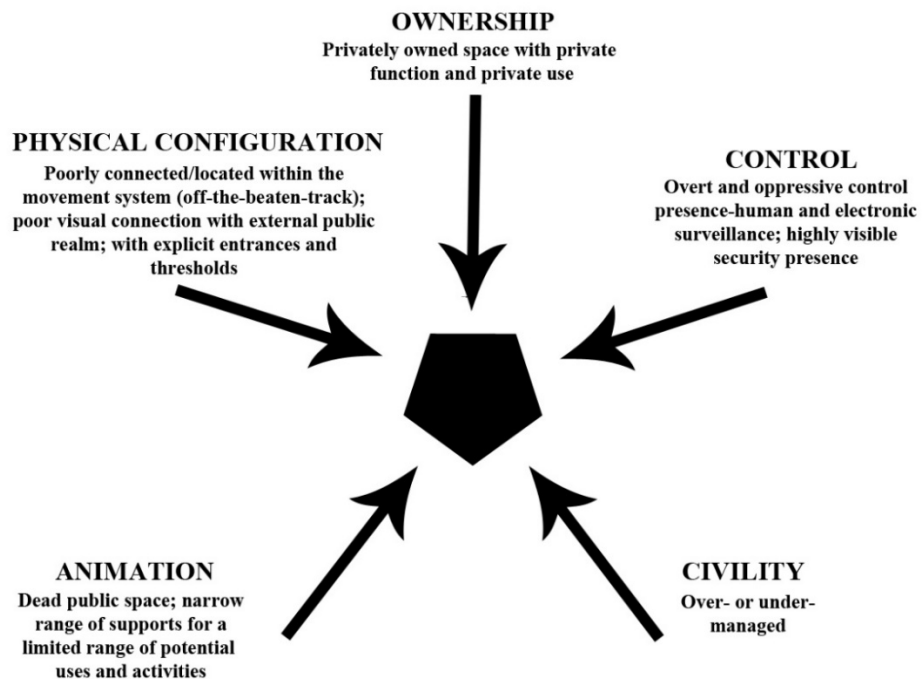 OWNERSHIP
Privately owned space with private
function and private use
PHYSICAL CONFIGURATION
Poorly connected/located within the
movement system (off-the-beaten-track);
poor visual connection with external public
realm; with explicit entrances and
thresholds
CONTROL
Overt and oppressive control
presence-human and electronic
surveillance; highly visible
security presence
ANIMATION
Dead public space; narrow
range of supports for a
limited range of potential
uses and activities
CIVILITY
Over- or under-
managed